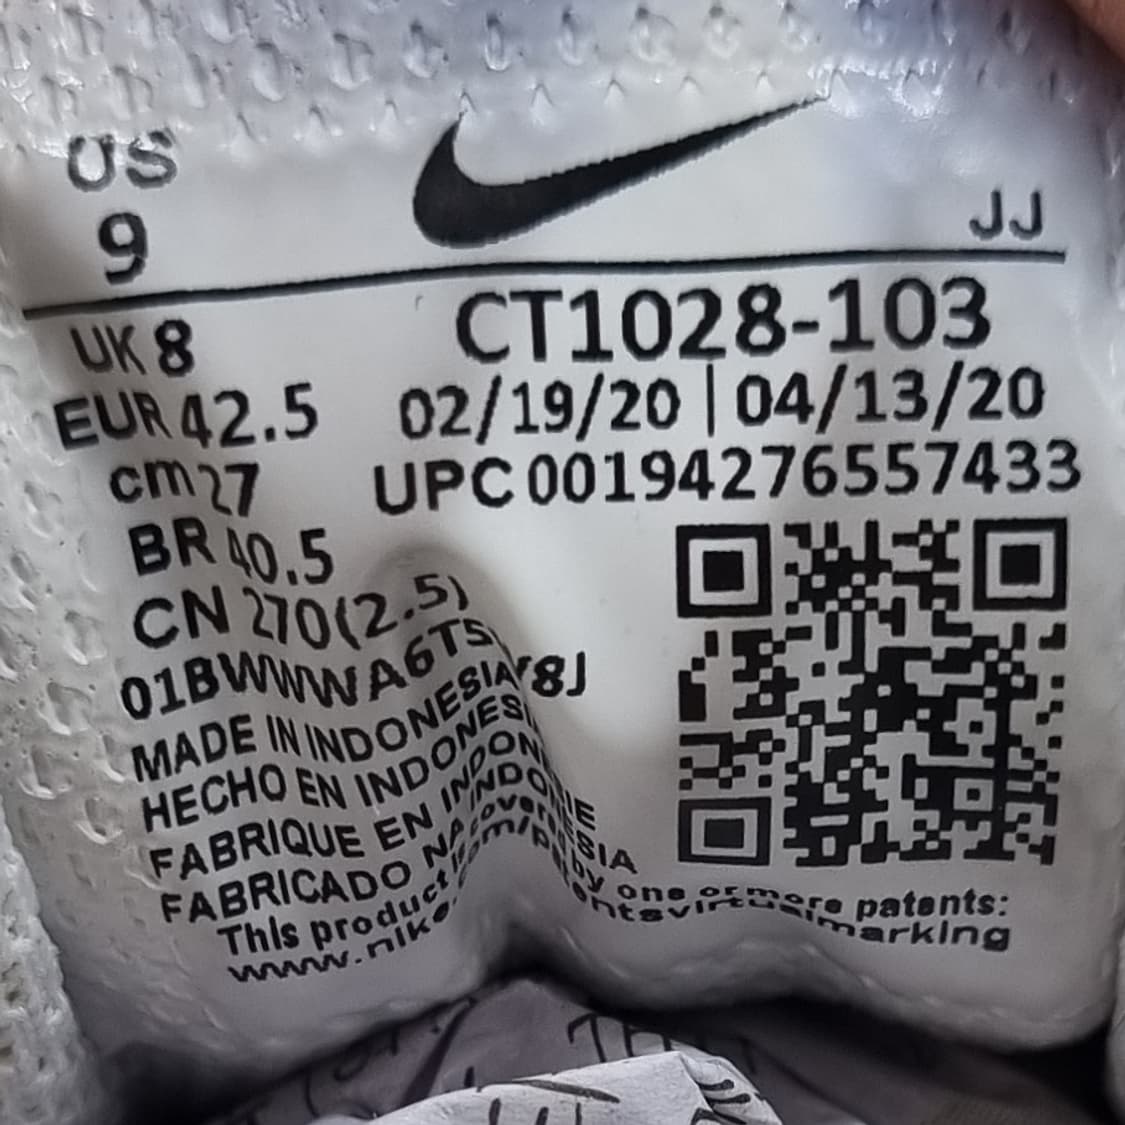 US
9
JJ
UK 8
CT1028-103
EUR 42.5
02/19/20 | 04/13/20
cm 27
UPC 00194276557433
BR 40.5
CN 270(2.5)
01BWWWA6T5 8J
MADE IN INDONESIA
HECHO EN INDONESIA
FABRIQUE EN INDONESIE
FABRICADO NA INDONESIA
This product covered by one or more patents:
www.nike.com/patentsvirtualmarking